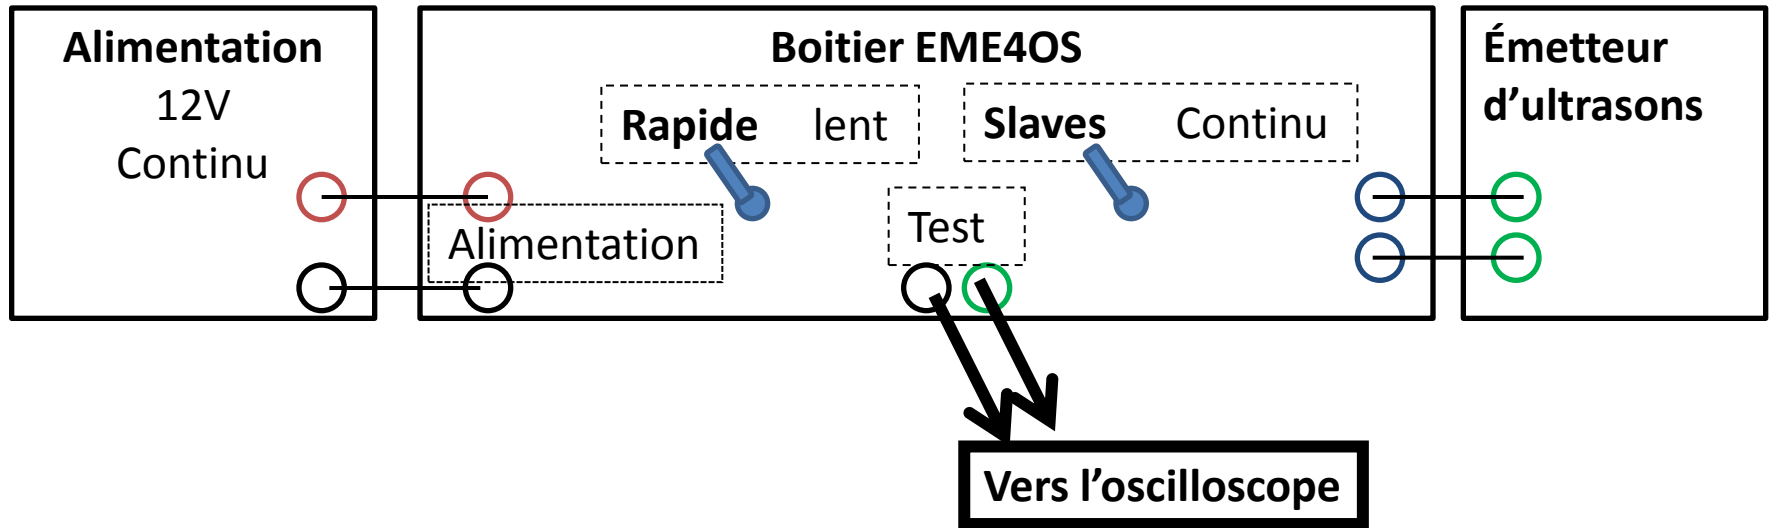 Alimentation
12V
Continu
Boitier EME4OS
Rapide lent
Slaves Continu
Alimentation
Test
Émetteur
d’ultrasons
Vers l’oscilloscope